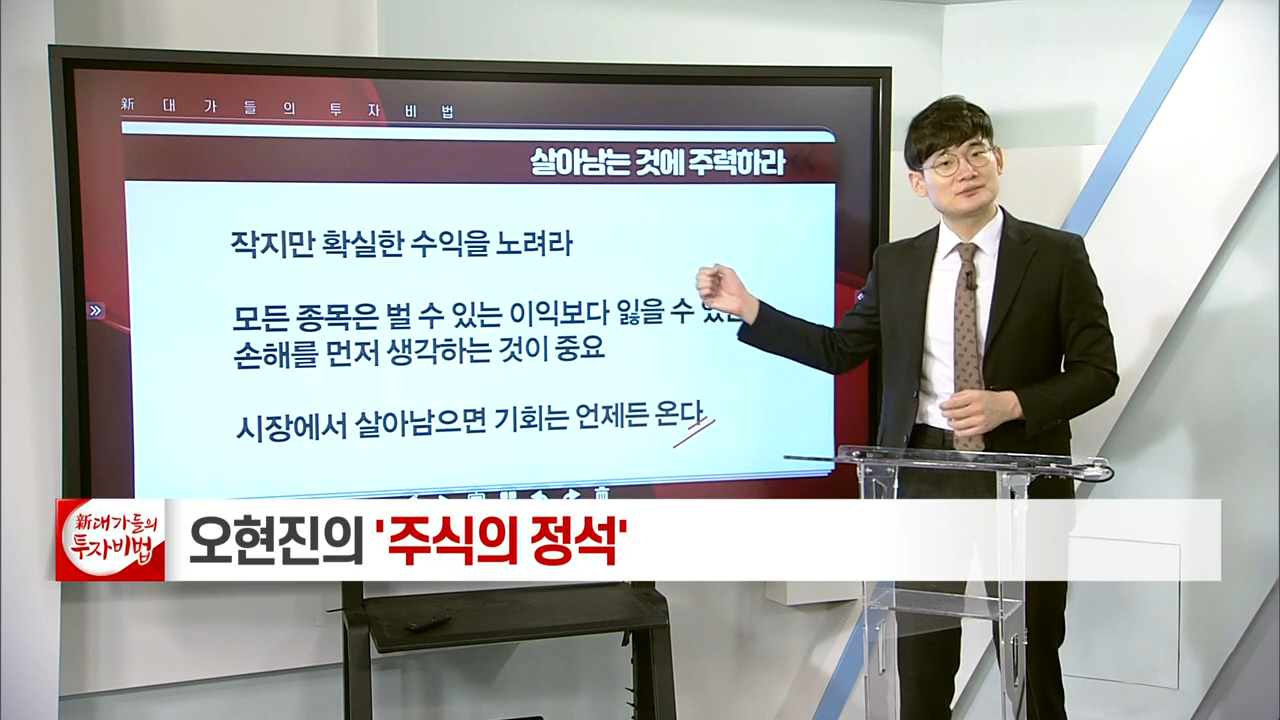 新 대 가 들 의 투 자 비 법
살아남는 것에 주력하라
작지만 확실한 수익을 노려라
모든 종목은 벌 수 있는 이익보다 잃을 수
손해를 먼저 생각하는 것이 중요
시장에서 살아남으면 기회는 언제든 온다
新대가들의
투자비법
오현진의 '주식의 정석'